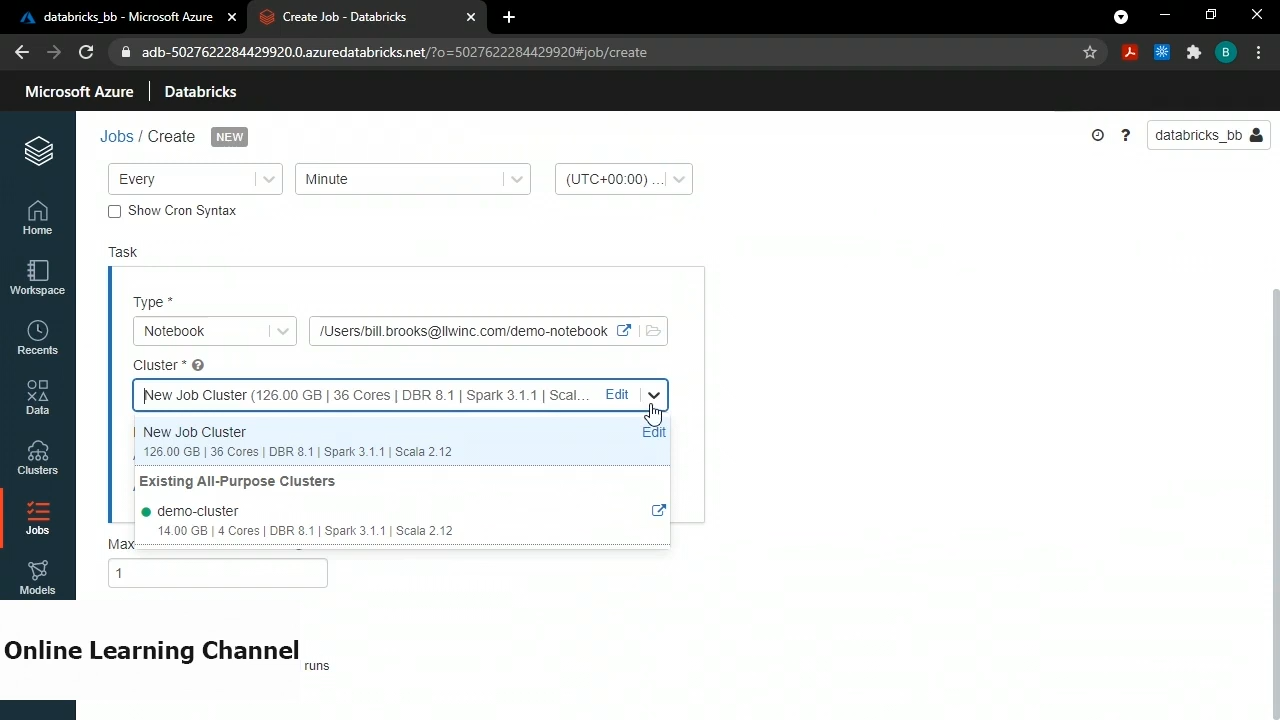 databricks_bb - Microsoft Azure
Create Job - Databricks
adb-5027622284429920.0.azuredatabricks.net/?o=5027622284429920#job/create
B
Microsoft Azure
Databricks
Jobs / Create NEW
? databricks_bb
Every Minute (UTC+00:00) ...
Show Cron Syntax
Task
Type *
Notebook /Users/bill.brooks@llwinc.com/demo-notebook
Cluster * ?
New Job Cluster (126.00 GB | 36 Cores | DBR 8.1 | Spark 3.1.1 | Scal... Edit
New Job Cluster Edit
126.00 GB | 36 Cores | DBR 8.1 | Spark 3.1.1 | Scala 2.12
Existing All-Purpose Clusters
demo-cluster
14.00 GB | 4 Cores | DBR 8.1 | Spark 3.1.1 | Scala 2.12
Max
1
runs
Home
Workspace
Recents
Data
Clusters
Jobs
Models
Online Learning Channel